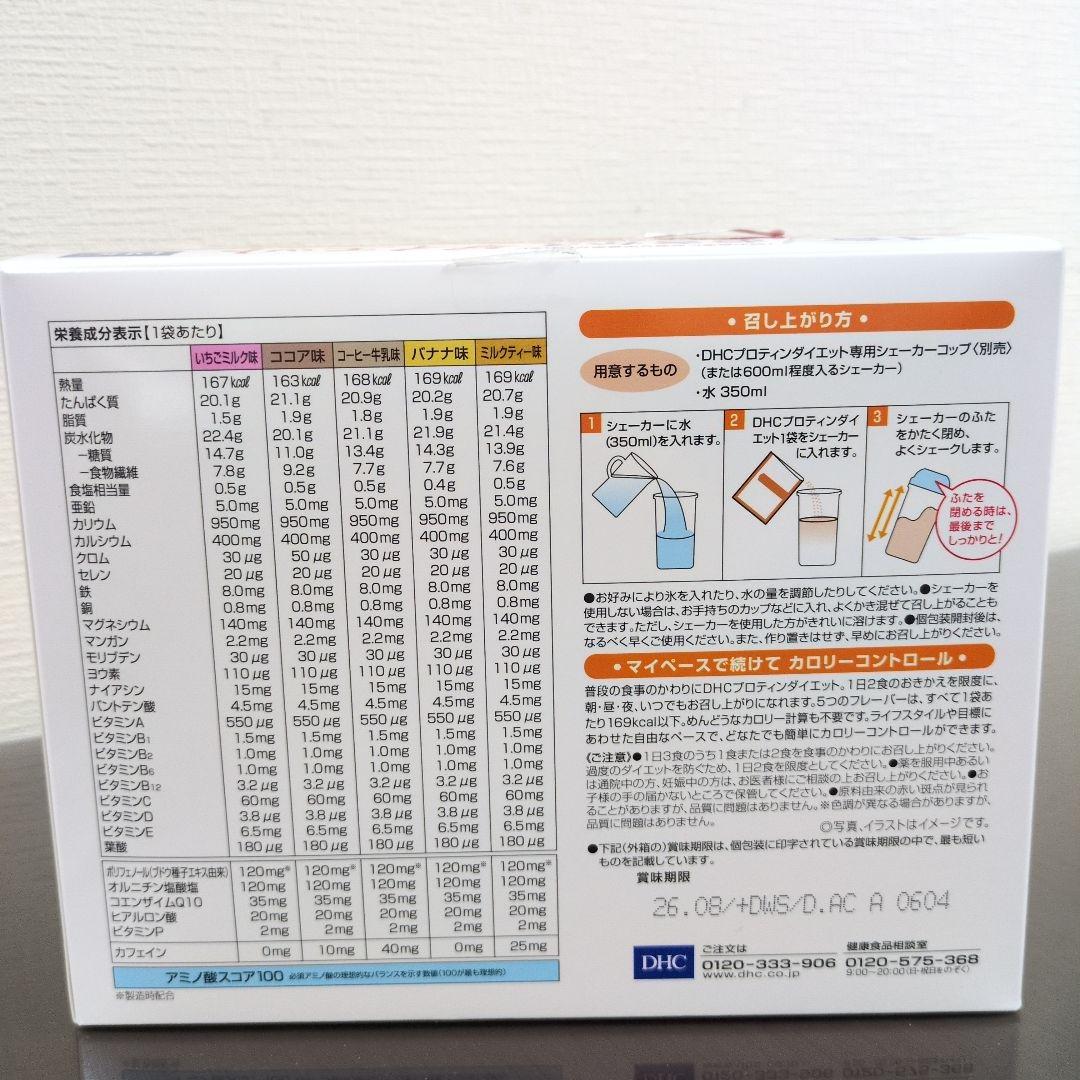 栄養成分表示【1袋あたり】
いちごミルク味 ココア味 コーヒー牛乳味 バナナ味 ミルクティー味
熱量 167kcal 163kcal 168kcal 169kcal 169kcal
たんぱく質 20.1g 21.1g 20.9g 20.2g 20.7g
脂質 1.5g 1.9g 1.8g 1.9g 1.9g
炭水化物 22.4g 20.1g 21.1g 21.9g 21.4g
−糖質 14.7g 11.0g 13.4g 14.3g 13.9g
−食物繊維 7.8g 9.2g 7.7g 7.7g 7.6g
食塩相当量 0.5g 0.5g 0.5g 0.4g 0.5g
亜鉛 5.0mg 5.0mg 5.0mg 5.0mg 5.0mg
カリウム 950mg 950mg 950mg 950mg 950mg
カルシウム 400mg 400mg 400mg 400mg 400mg
クロム 30μg 50μg 30μg 30μg 30μg
セレン 20μg 20μg 20μg 20μg 20μg
鉄 8.0mg 8.0mg 8.0mg 8.0mg 8.0mg
銅 0.8mg 0.8mg 0.8mg 0.8mg 0.8mg
マグネシウム 140mg 140mg 140mg 140mg 140mg
マンガン 2.2mg 2.2mg 2.2mg 2.2mg 2.2mg
モリブデン 30μg 30μg 30μg 30μg 30μg
ヨウ素 110μg 110μg 110μg 110μg 110μg
ナイアシン 15mg 15mg 15mg 15mg 15mg
パントテン酸 4.5mg 4.5mg 4.5mg 4.5mg 4.5mg
ビタミンA 550μg 550μg 550μg 550μg 550μg
ビタミンB1 1.5mg 1.5mg 1.5mg 1.5mg 1.5mg
ビタミンB2 1.0mg 1.0mg 1.0mg 1.0mg 1.0mg
ビタミンB6 1.0mg 1.0mg 1.0mg 1.0mg 1.0mg
ビタミンB12 3.2μg 3.2μg 3.2μg 3.2μg 3.2μg
ビタミンC 60mg 60mg 60mg 60mg 60mg
ビタミンD 3.8μg 3.8μg 3.8μg 3.8μg 3.8μg
ビタミンE 6.5mg 6.5mg 6.5mg 6.5mg 6.5mg
葉酸 180μg 180μg 180μg 180μg 180μg
ポリフェノール(ブドウ種子エキス由来) 120mg※ 120mg※ 120mg※ 120mg※ 120mg※
オルニチン塩酸塩 120mg 120mg 120mg 120mg 120mg
コエンザイムQ10 35mg 35mg 35mg 35mg 35mg
ヒアルロン酸 20mg 20mg 20mg 20mg 20mg
ビタミンP 2mg 2mg 2mg 2mg 2mg
カフェイン 0mg 10mg 40mg 0mg 25mg
アミノ酸スコア100 必須アミノ酸の理想的なバランスを示す数値(100が最も理想的)
※製造時配合
•召し上がり方•
用意するもの
・DHCプロティンダイエット専用シェーカーコップ〈別売〉
(または600ml程度入るシェーカー)
・水 350ml
1 シェーカーに水
(350ml)を入れます。
2 DHCプロティンダイ
エット1袋をシェーカー
に入れます。
3 シェーカーのふた
をかたく閉め、
よくシェークします。
ふたを
閉める時は、
最後まで
しっかりと!
●お好みにより氷を入れたり、水の量を調節したりしてください。●シェーカーを
使用しない場合は、お手持ちのカップなどに入れ、よくかき混ぜて召し上がることも
できます。ただし、シェーカーを使用した方がきれいに溶けます。●個包装開封後は、
なるべく早くご使用ください。また、作り置きはせず、早めにお召し上がりください。
•マイペースで続けて カロリーコントロール•
普段の食事のかわりにDHCプロティンダイエット。1日2食のおきかえを限度に、
朝・昼・夜、いつでもお召し上がりになれます。5つのフレーバーは、すべて1袋あ
たり169kcal以下。めんどうなカロリー計算も不要です。ライフスタイルや目標に
あわせた自由なペースで、どなたでも簡単にカロリーコントロールができます。
《ご注意》●1日3食のうち1食または2食を食事のかわりにお召し上がりください。
過度のダイエットを防ぐため、1日2食を限度としてください。●薬を服用中あるい
は通院中の方、妊娠中の方は、お医者様にご相談の上お召し上がりください。●お
子様の手の届かないところで保管してください。●原料由来の赤い斑点が見られ
ることがありますが、品質に問題はありません。※色調が異なる場合がありますが、
品質に問題はありません。
◎写真、イラストはイメージです。
●下記(外箱)の賞味期限は、個包装に印字されている賞味期限の中で、最も短い
ものを記載しています。
賞味期限
26.08/+DWS/D.AC A 0604
DHC
ご注文は
0120-333-906
www.dhc.co.jp
健康食品相談室
0120-575-368
9:00〜20:00(日・祝日をのぞく)